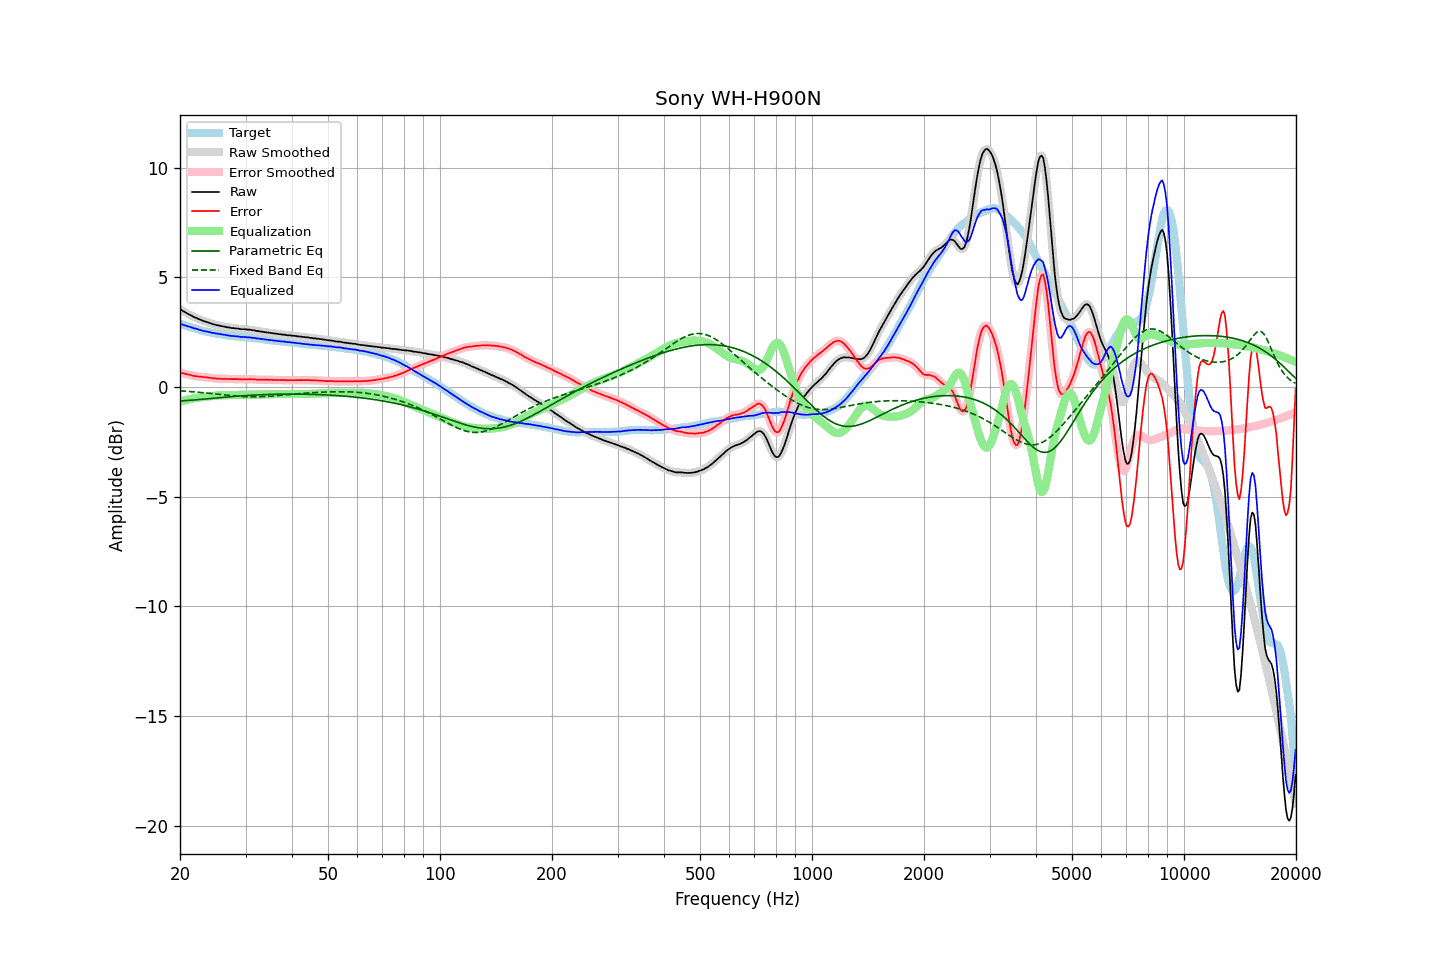 Sony WH-H900N
Target
Raw Smoothed
Error Smoothed
Raw
Error
Equalization
Parametric Eq
Fixed Band Eq
Equalized
10
5
0
−5
−10
−15
−20
Amplitude (dBr)
20 50 100 200 500 1000 2000 5000 10000 20000
Frequency (Hz)